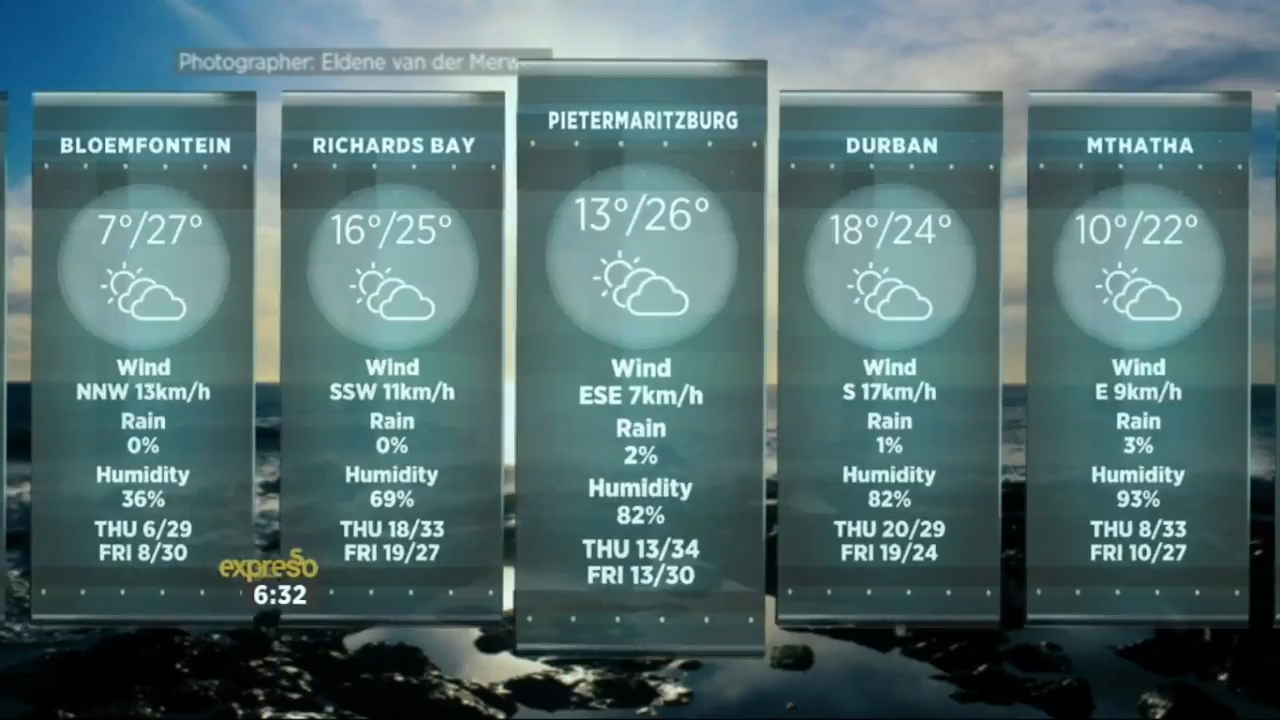 Photographer: Eldene van der Merw
BLOEMFONTEIN
7°/27°
Wind
NNW 13km/h
Rain
0%
Humidity
36%
THU 6/29
FRI 8/30
RICHARDS BAY
16°/25°
Wind
SSW 11km/h
Rain
0%
Humidity
69%
THU 18/33
FRI 19/27
PIETERMARITZBURG
13°/26°
Wind
ESE 7km/h
Rain
2%
Humidity
82%
THU 13/34
FRI 13/30
DURBAN
18°/24°
Wind
S 17km/h
Rain
1%
Humidity
82%
THU 20/29
FRI 19/24
MTHATHA
10°/22°
Wind
E 9km/h
Rain
3%
Humidity
93%
THU 8/33
FRI 10/27
expresso
6:32